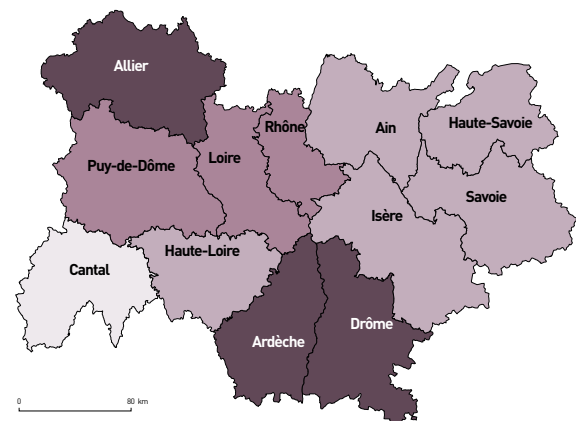 Allier
Rhône
Ain
Haute-Savoie
Puy-de-Dôme
Loire
Savoie
Isère
Haute-Loire
Cantal
Drôme
Ardèche
0
80 km